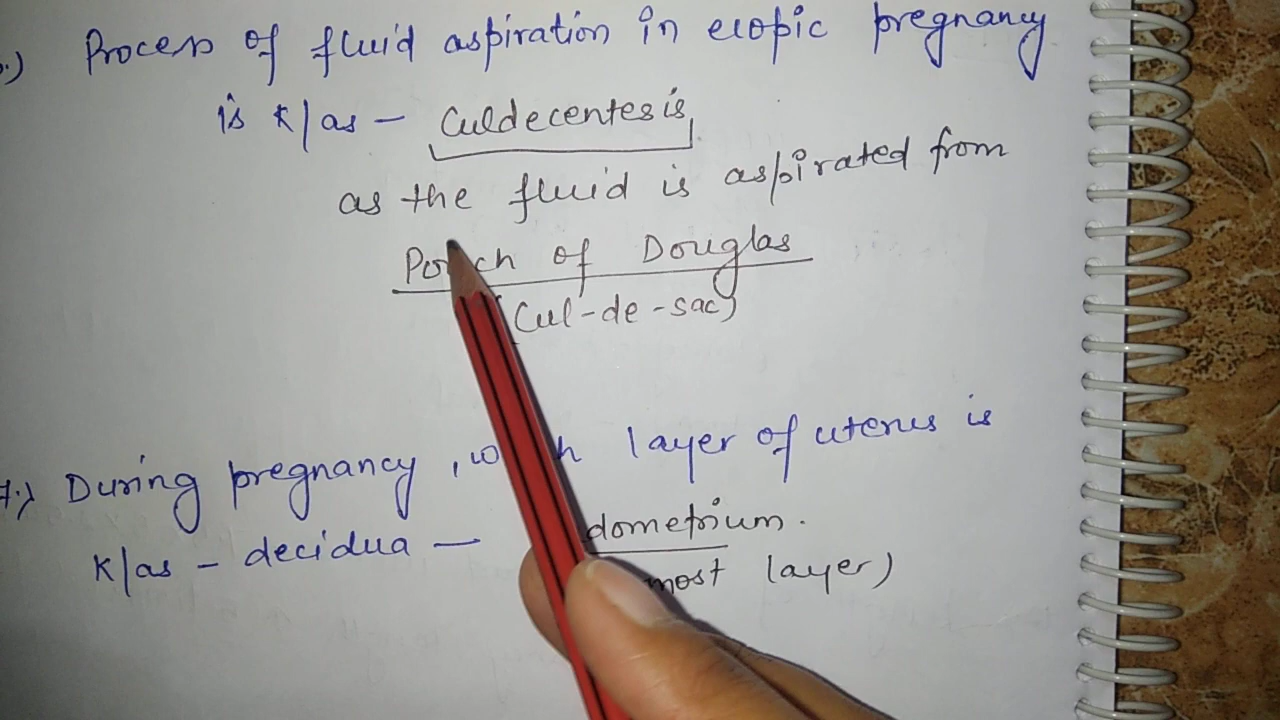 .) Process of fluid aspiration in ecopic pregnancy
is K/as - Culdecentesis
as the fluid is aspirated from
Pouch of Douglas
(Cul-de-sac)
7.) During pregnancy, layer of uterus is
K/as - decidua - dometrium.
most layer)